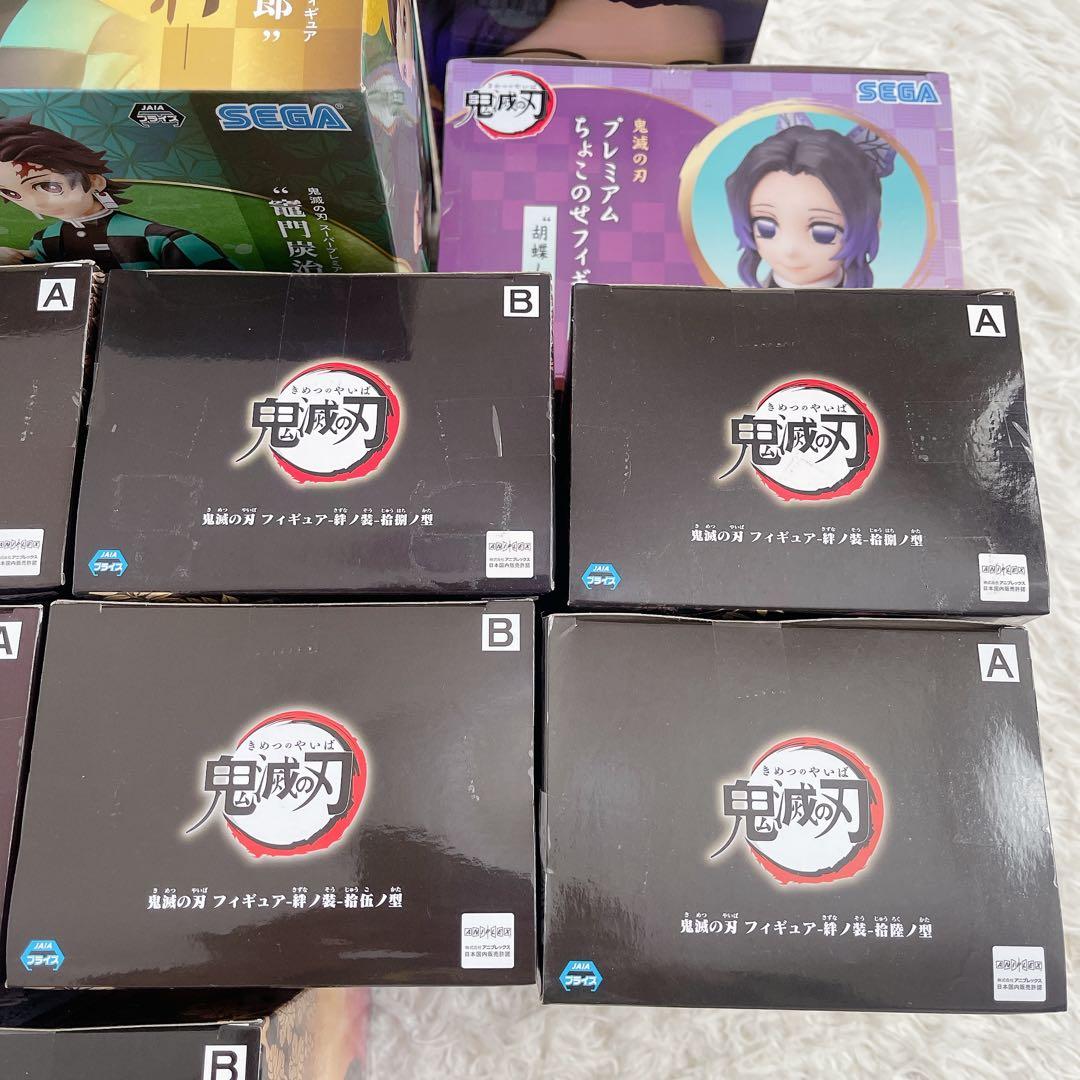 フィギュア
郎”
JAIA
プライズ
SEGA
鬼滅の刃 スーパープレミア
“竈門炭治
鬼滅の刃
SEGA
鬼滅の刃
プレミアム
ちょこのせフィギ
“胡蝶し
A
日本国内販売許諾
B
きめつのやいば
鬼滅の刃
鬼滅の刃 フィギュア-絆ノ装-拾捌ノ型
JAIA
プライズ
ANIPLEX
株式会社アニプレックス
日本国内販売許諾
A
きめつのやいば
鬼滅の刃
鬼滅の刃 フィギュア-絆ノ装-拾捌ノ型
JAIA
プライズ
ANIPLEX
株式会社アニプレックス
日本国内販売許諾
A
B
きめつのやいば
鬼滅の刃
鬼滅の刃 フィギュア-絆ノ装-拾伍ノ型
JAIA
プライズ
ANIPLEX
株式会社アニプレックス
日本国内販売許諾
A
きめつのやいば
鬼滅の刃
鬼滅の刃 フィギュア-絆ノ装-拾陸ノ型
JAIA
プライズ
ANIPLEX
株式会社アニプレックス
日本国内販売許諾
B